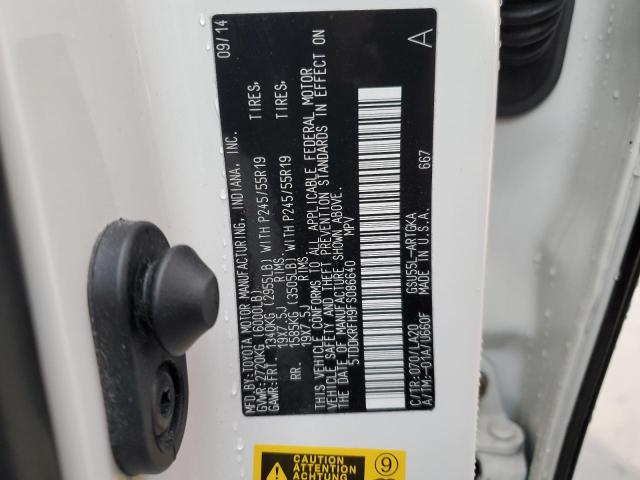 MFD.BY:TOYOTA MOTOR MANUFACTURING, INDIANA, INC. 09/14
GVWR:2720KG (6000LB)
GAWR:FRT. 1340KG (2955LB) WITH P245/55R19 TIRES,
19X7.5J RIMS,
RR. 1585KG (3505LB) WITH P245/55R19 TIRES,
19X7.5J RIMS.
THIS VEHICLE CONFORMS TO ALL APPLICABLE FEDERAL MOTOR
VEHICLE SAFETY AND THEFT PREVENTION STANDARDS IN EFFECT ON
THE DATE OF MANUFACTURE SHOWN ABOVE.
5TDDKRFH9FS086640 MPV
A
C/TR:070/LA20 GSU55L-ARTGKA
A/TM:-01A/U660F MADE IN U.S.A. 667
CAUTION
ATTENTION
ACHTUNG
9